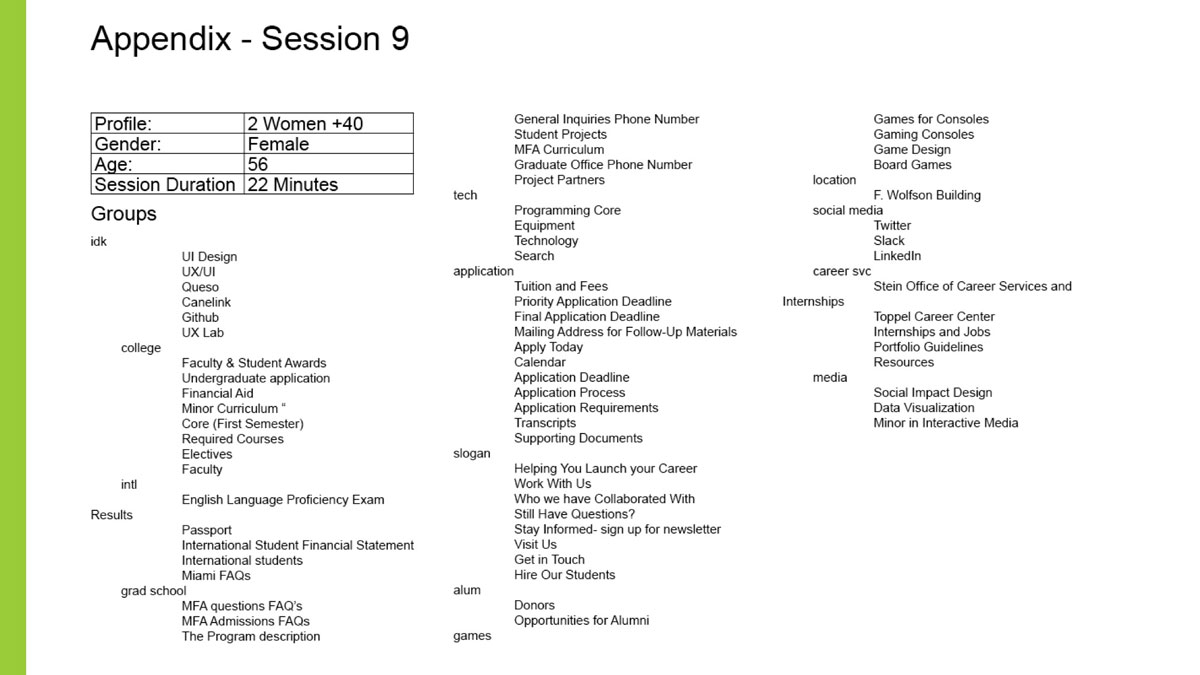 Appendix - Session 9
Profile: 2 Women +40
Gender: Female
Age: 56
Session Duration 22 Minutes
Groups
idk
UI Design
UX/UI
Queso
Canelink
Github
UX Lab
college
Faculty & Student Awards
Undergraduate application
Financial Aid
Minor Curriculum “
Core (First Semester)
Required Courses
Electives
Faculty
intl
English Language Proficiency Exam
Results
Passport
International Student Financial Statement
International students
Miami FAQs
grad school
MFA questions FAQ’s
MFA Admissions FAQs
The Program description
General Inquiries Phone Number
Student Projects
MFA Curriculum
Graduate Office Phone Number
Project Partners
tech
Programming Core
Equipment
Technology
Search
application
Tuition and Fees
Priority Application Deadline
Final Application Deadline
Mailing Address for Follow-Up Materials
Apply Today
Calendar
Application Deadline
Application Process
Application Requirements
Transcripts
Supporting Documents
slogan
Helping You Launch your Career
Work With Us
Who we have Collaborated With
Still Have Questions?
Stay Informed- sign up for newsletter
Visit Us
Get in Touch
Hire Our Students
alum
Donors
Opportunities for Alumni
games
Games for Consoles
Gaming Consoles
Game Design
Board Games
location
F. Wolfson Building
social media
Twitter
Slack
LinkedIn
career svc
Stein Office of Career Services and
Internships
Toppel Career Center
Internships and Jobs
Portfolio Guidelines
Resources
media
Social Impact Design
Data Visualization
Minor in Interactive Media